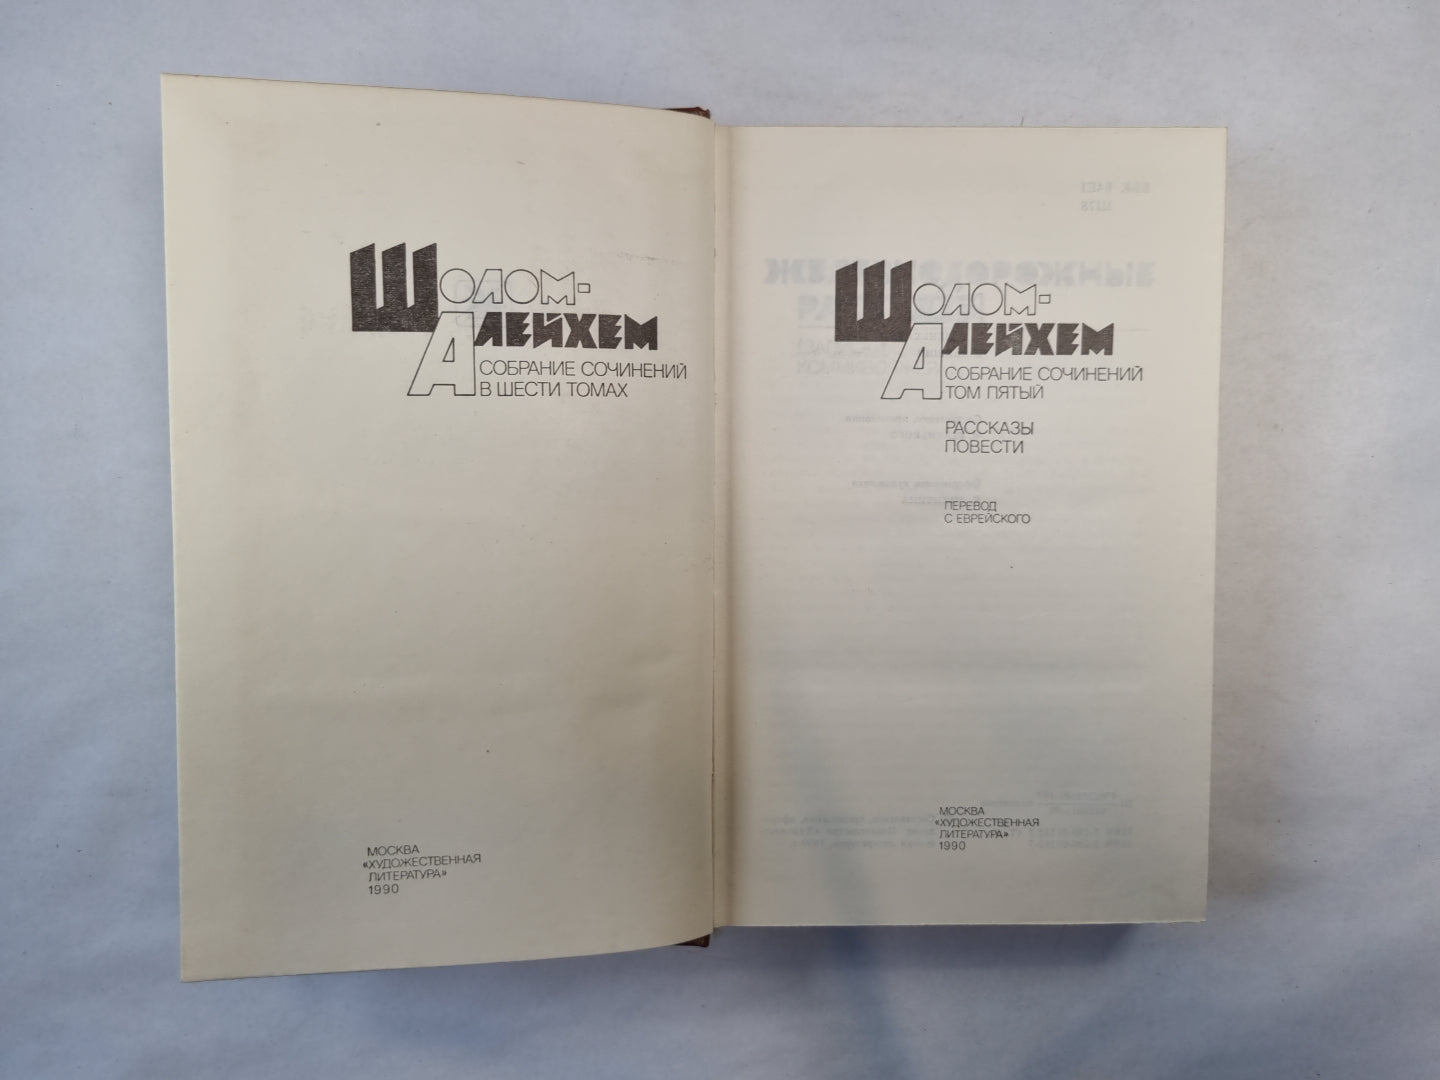 ШОЛОМ-
АЛЕЙХЕМ
СОБРАНИЕ СОЧИНЕНИЙ
В ШЕСТИ ТОМАХ
МОСКВА
«ХУДОЖЕСТВЕННАЯ
ЛИТЕРАТУРА»
1990
ШОЛОМ-
АЛЕЙХЕМ
СОБРАНИЕ СОЧИНЕНИЙ
ТОМ ПЯТЫЙ
РАССКАЗЫ
ПОВЕСТИ
ПЕРЕВОД
С ЕВРЕЙСКОГО
МОСКВА
«ХУДОЖЕСТВЕННАЯ
ЛИТЕРАТУРА»
1990